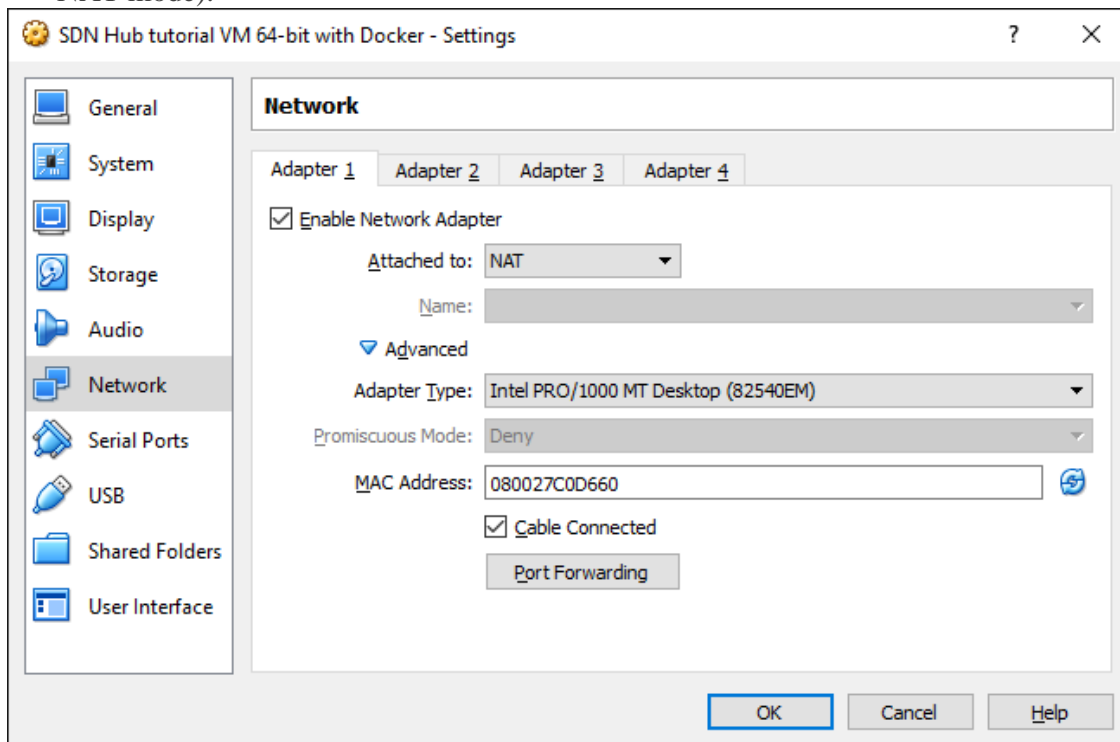 NAT mode).
SDN Hub tutorial VM 64-bit with Docker - Settings ?
General
System
Display
Storage
Audio
Network
Serial Ports
USB
Shared Folders
User Interface
Network
Adapter 1 Adapter 2 Adapter 3 Adapter 4
Enable Network Adapter
Attached to: NAT
Name:
Advanced
Adapter Type: Intel PRO/1000 MT Desktop (82540EM)
Promiscuous Mode: Deny
MAC Address: 080027C0D660
Cable Connected
Port Forwarding
OK Cancel Help